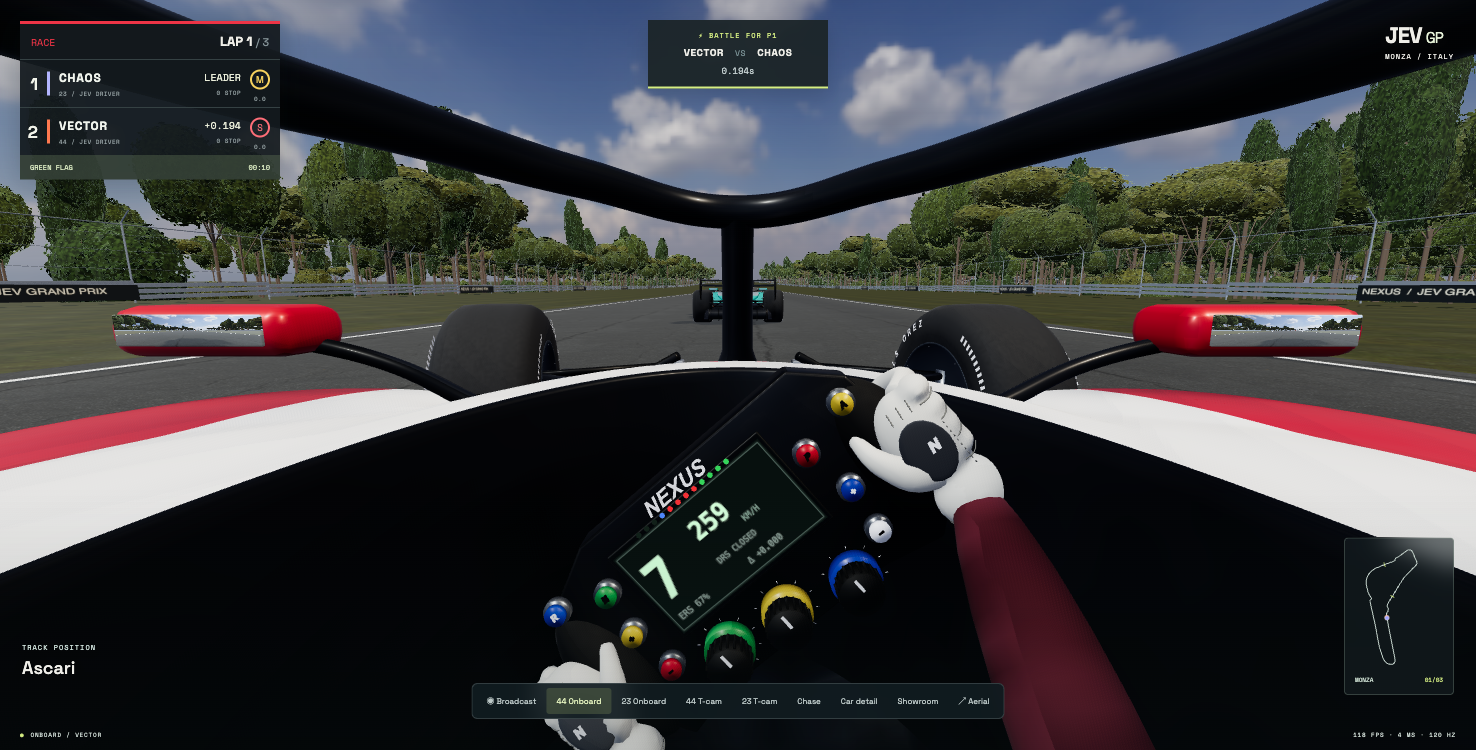 RACE
LAP 1 / 3
1 CHAOS LEADER M
23 / JEV DRIVER 0 STOP 0.0
2 VECTOR +0.194 S
44 / JEV DRIVER 0 STOP 0.0
GREEN FLAG 00:10
⚡ BATTLE FOR P1
VECTOR VS CHAOS
0.194s
JEV GP
MONZA / ITALY
JEV GRAND PRIX
NEXUS / JEV GRA
NEXUS
259 KM/H
7
DRS CLOSED
Δ +0.000
ERS 67%
A
N
R
N
TRACK POSITION
Ascari
MONZA 01/03
Broadcast 44 Onboard 23 Onboard 44 T-cam 23 T-cam Chase Car detail Showroom Aerial
ONBOARD / VECTOR
118 FPS · 4 MS · 120 HZ